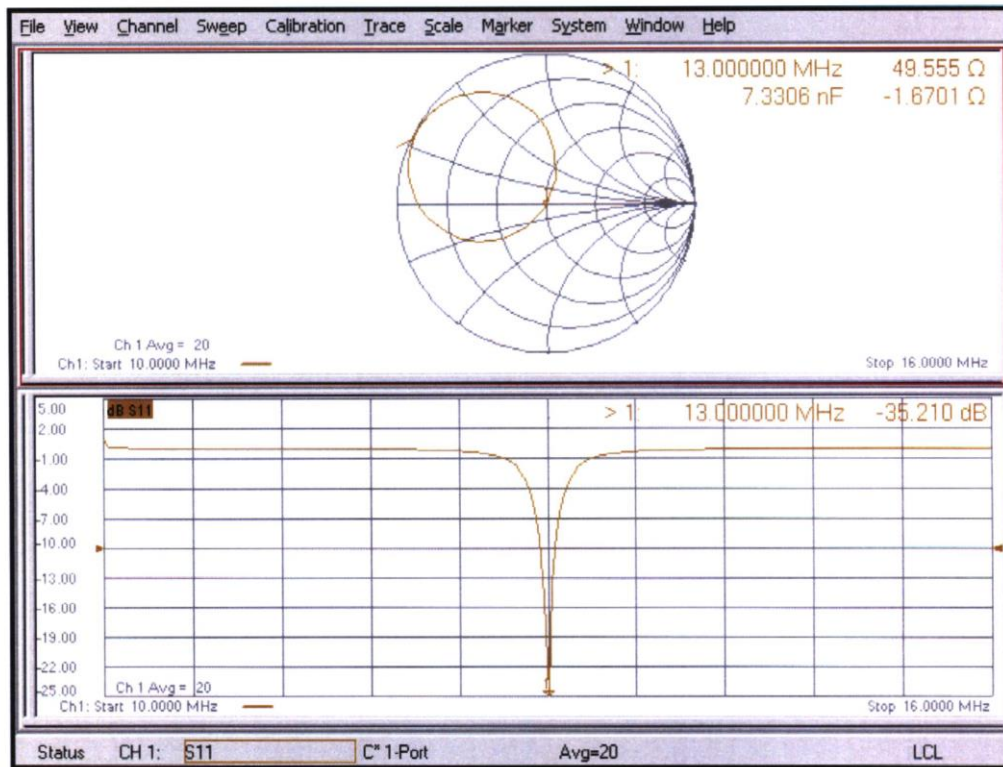 File View Channel Sweep Calibration Trace Scale Marker System Window Help
> 1: 13.000000 MHz 49.555 Ω
7.3306 nF -1.6701 Ω
Ch 1 Avg = 20
Ch1: Start 10.0000 MHz
Stop 16.0000 MHz
5.00
dB S11
> 1: 13.000000 MHz -35.210 dB
2.00
-1.00
-4.00
-7.00
-10.00
-13.00
-16.00
-19.00
-22.00
-25.00
Ch 1 Avg = 20
Ch1: Start 10.0000 MHz
Stop 16.0000 MHz
Status CH 1: S11 C* 1-Port Avg=20 LCL